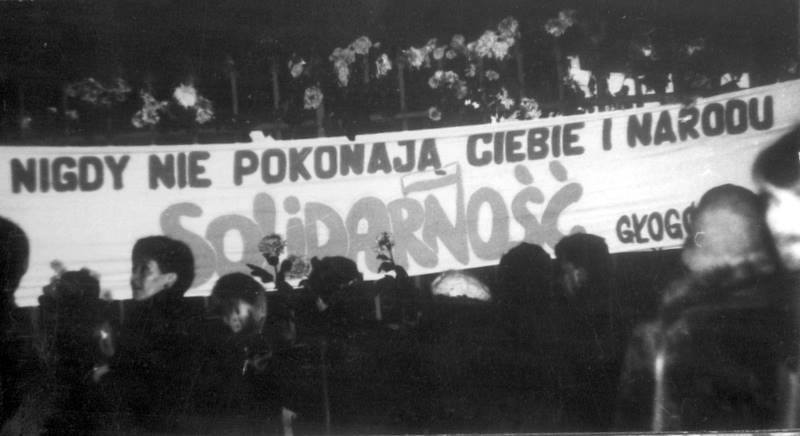 NIGDY NIE POKONAJĄ CIEBIE I NARODU
SOLIDARNOŚĆ